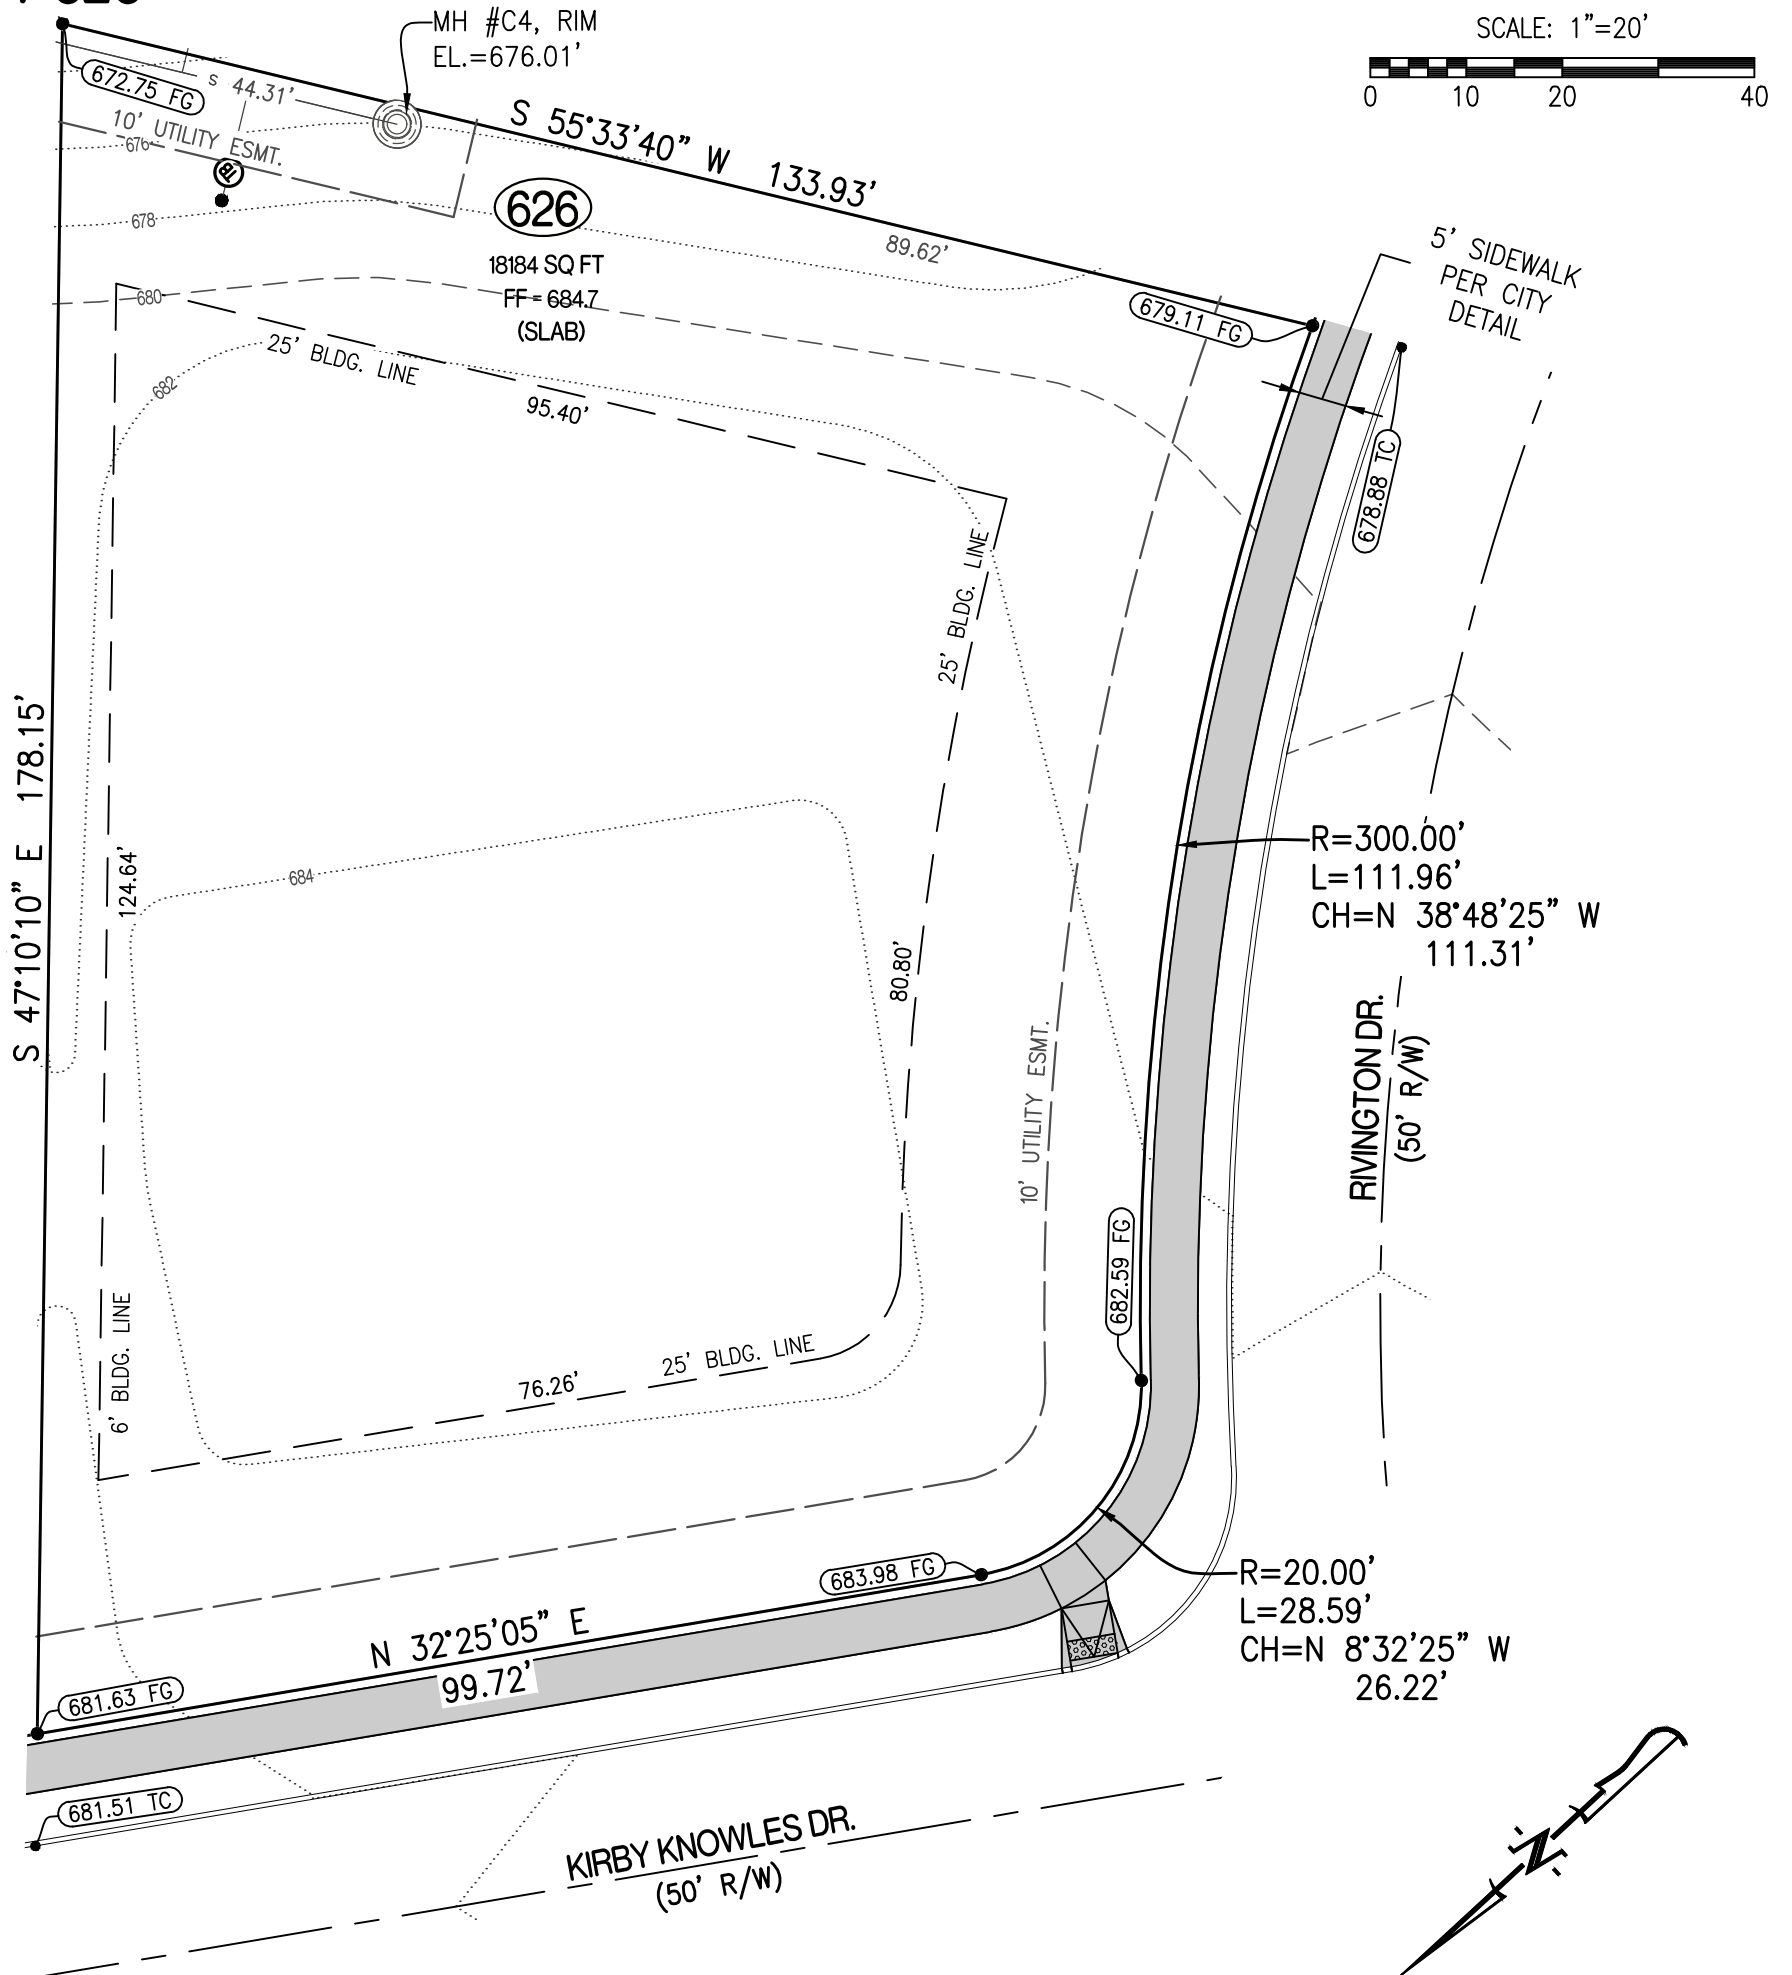 MH #C4, RIM
EL.=676.01'
SCALE: 1"=20'
0 10 20 40
672.75 FG
s 44.31'
10' UTILITY ESMT.
676
TB
678
S 55°33'40" W 133.93'
626
18184 SQ FT
FF = 684.7
(SLAB)
89.62'
5' SIDEWALK
PER CITY
DETAIL
679.11 FG
680
25' BLDG. LINE
95.40'
682
678.88 TC
25' BLDG. LINE
S 47°10'10" E 178.15'
124.64'
684
80.80'
R=300.00'
L=111.96'
CH=N 38°48'25" W
111.31'
RIVINGTON DR.
(50' R/W)
10' UTILITY ESMT.
682.59 FG
6' BLDG. LINE
76.26'
25' BLDG. LINE
683.98 FG
R=20.00'
L=28.59'
CH=N 8°32'25" W
26.22'
N 32°25'05" E
99.72'
681.63 FG
681.51 TC
KIRBY KNOWLES DR.
(50' R/W)
N